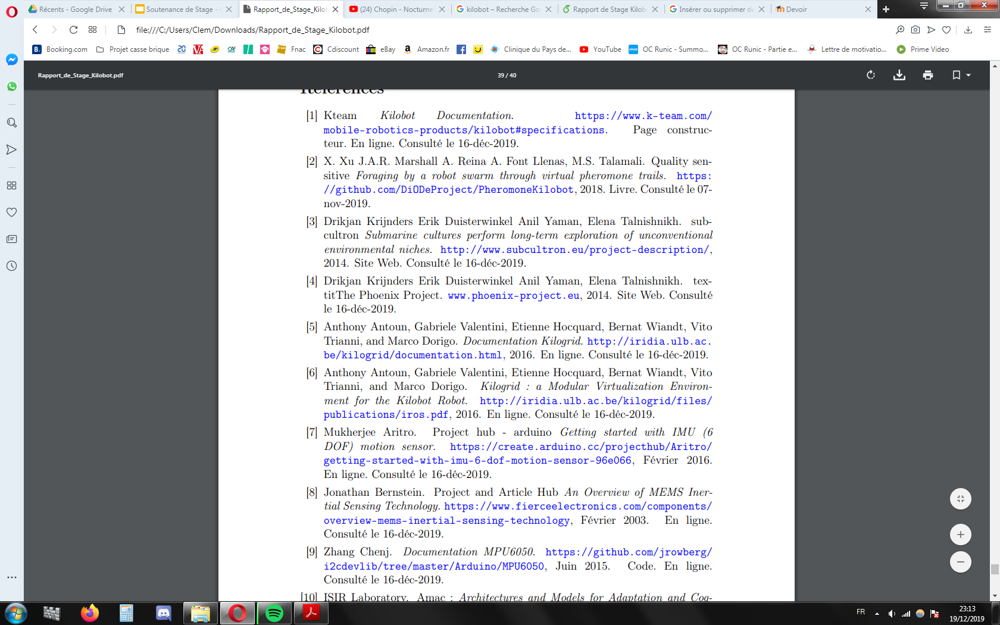 Récents - Google Drive
Soutenance de Stage -
Rapport_de_Stage_Kilob
(24) Chopin - Nocturne
kilobot – Recherche Go
Rapport de Stage Kilob
Insérer ou supprimer de
Devoir
file:///C:/Users/Clem/Downloads/Rapport_de_Stage_Kilobot.pdf
Booking.com
Projet casse brique
Fnac
Cdiscount
eBay
Amazon.fr
Clinique du Pays de...
YouTube
OC Runic - Summo...
OC Runic - Partie e...
Lettre de motivatio...
Prime Video
Rapport_de_Stage_Kilobot.pdf
39 / 40
References
[1] Kteam Kilobot Documentation. https://www.k-team.com/
mobile-robotics-products/kilobot#specifications. Page construc-
teur. En ligne. Consulté le 16-déc-2019.
[2] X. Xu J.A.R. Marshall A. Reina A. Font Llenas, M.S. Talamali. Quality sen-
sitive Foraging by a robot swarm through virtual pheromone trails. https:
//github.com/DiODeProject/PheromoneKilobot, 2018. Livre. Consulté le 07-
nov-2019.
[3] Drikjan Krijnders Erik Duisterwinkel Anil Yaman, Elena Talnishnikh. sub-
cultron Submarine cultures perform long-term exploration of unconventional
environmental niches. http://www.subcultron.eu/project-description/,
2014. Site Web. Consulté le 16-déc-2019.
[4] Drikjan Krijnders Erik Duisterwinkel Anil Yaman, Elena Talnishnikh. tex-
titThe Phoenix Project. www.phoenix-project.eu, 2014. Site Web. Consulté
le 16-déc-2019.
[5] Anthony Antoun, Gabriele Valentini, Etienne Hocquard, Bernat Wiandt, Vito
Trianni, and Marco Dorigo. Documentation Kilogrid. http://iridia.ulb.ac.
be/kilogrid/documentation.html, 2016. En ligne. Consulté le 16-déc-2019.
[6] Anthony Antoun, Gabriele Valentini, Etienne Hocquard, Bernat Wiandt, Vito
Trianni, and Marco Dorigo. Kilogrid : a Modular Virtualization Environ-
ment for the Kilobot Robot. http://iridia.ulb.ac.be/kilogrid/files/
publications/iros.pdf, 2016. En ligne. Consulté le 16-déc-2019.
[7] Mukherjee Aritro. Project hub - arduino Getting started with IMU (6
DOF) motion sensor. https://create.arduino.cc/projecthub/Aritro/
getting-started-with-imu-6-dof-motion-sensor-96e066, Février 2016.
En ligne. Consulté le 16-déc-2019.
[8] Jonathan Bernstein. Project and Article Hub An Overview of MEMS Iner-
tial Sensing Technology. https://www.fierceelectronics.com/components/
overview-mems-inertial-sensing-technology, Février 2003. En ligne.
Consulté le 16-déc-2019.
[9] Zhang Chenj. Documentation MPU6050. https://github.com/jrowberg/
i2cdevlib/tree/master/Arduino/MPU6050, Juin 2015. Code. En ligne.
Consulté le 16-déc-2019.
[10] ISIR Laboratory. Amac : Architectures and Models for Adaptation and Cog-
FR
23:13
19/12/2019